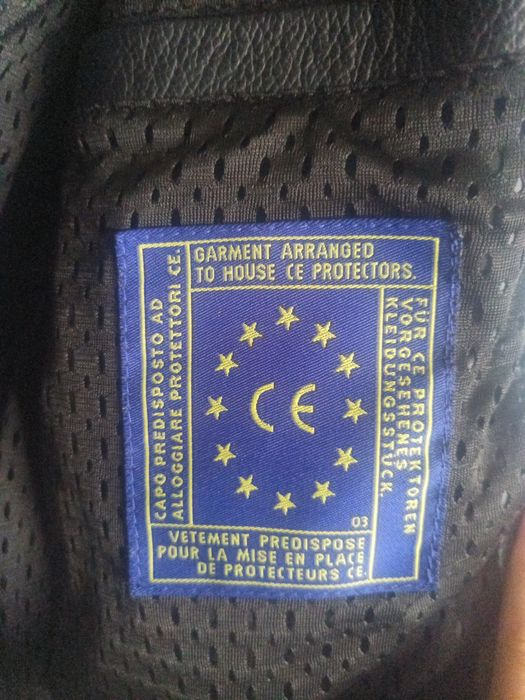 GARMENT ARRANGED
TO HOUSE CE PROTECTORS.
CAPO PREDISPOSTO AD
ALLOGGIARE PROTETTORI CE.
FÜR CE PROTEKTOREN
VORGESEHENES
KLEIDUNGSSTÜCK.
CE
03
VETEMENT PREDISPOSE
POUR LA MISE EN PLACE
DE PROTECTEURS CE.